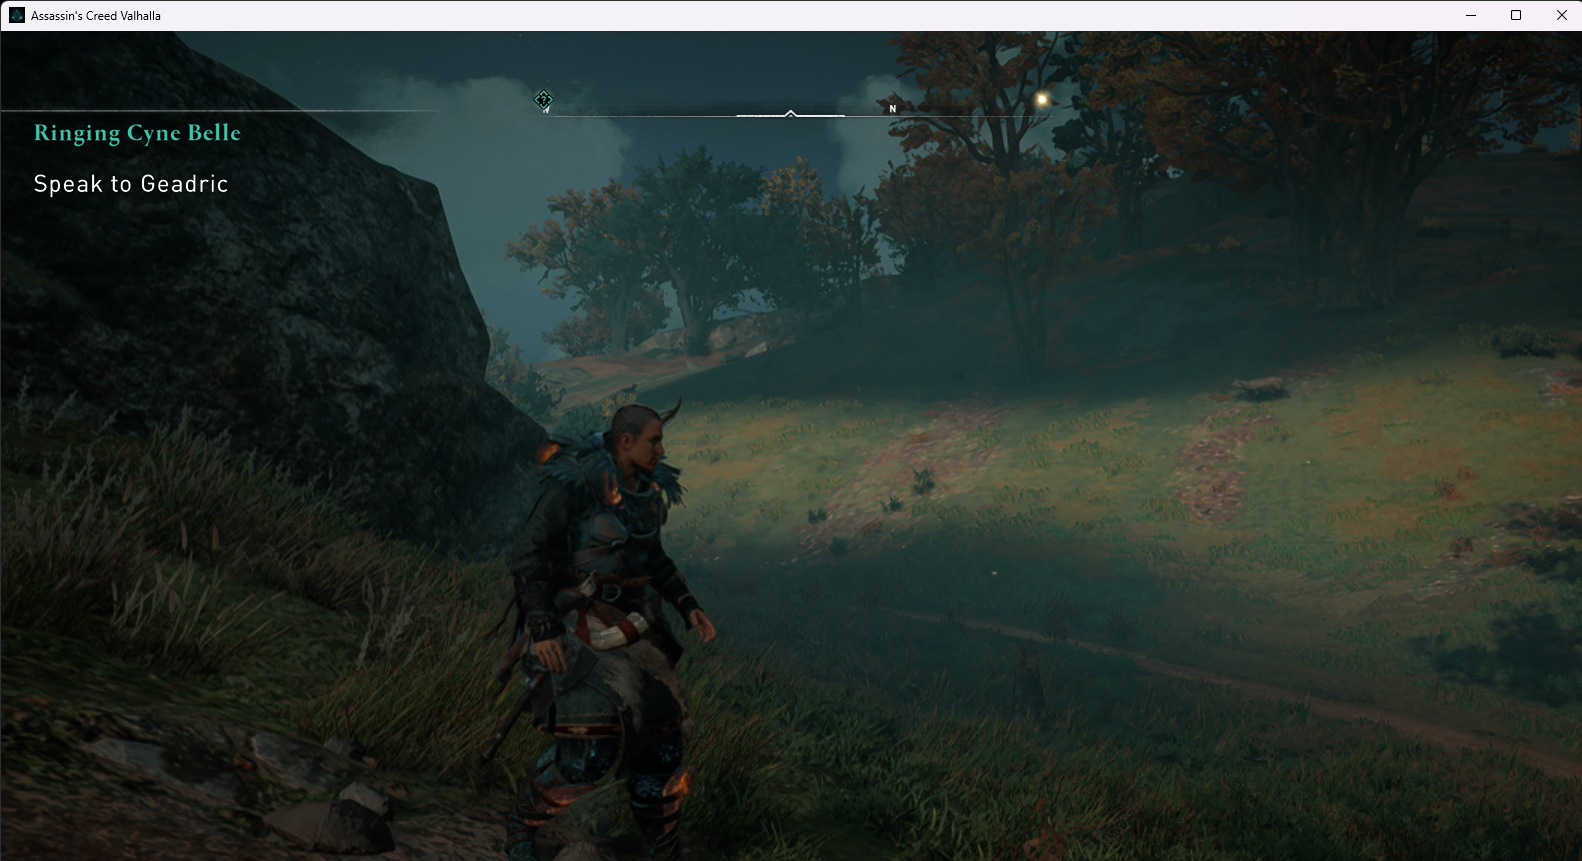 Assassin's Creed Valhalla
?
W
N
Ringing Cyne Belle
Speak to Geadric